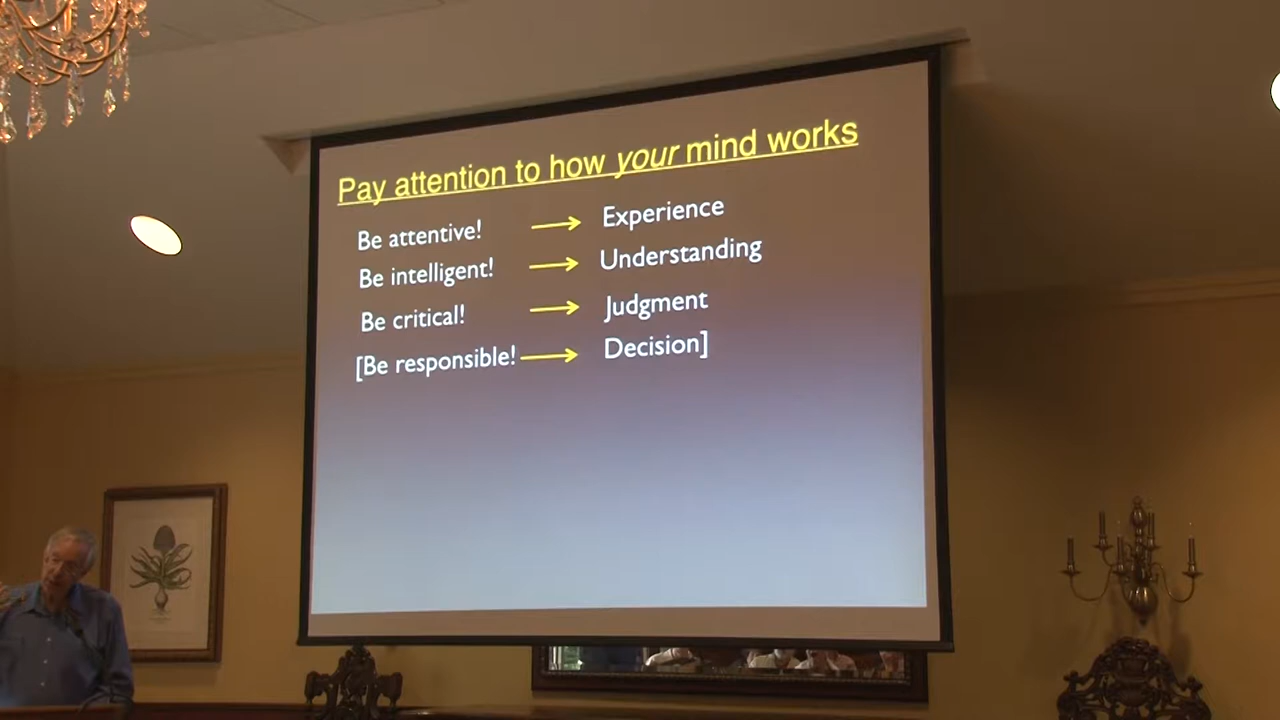 Pay attention to how your mind works
Be attentive! → Experience
Be intelligent! → Understanding
Be critical! → Judgment
[Be responsible! → Decision]